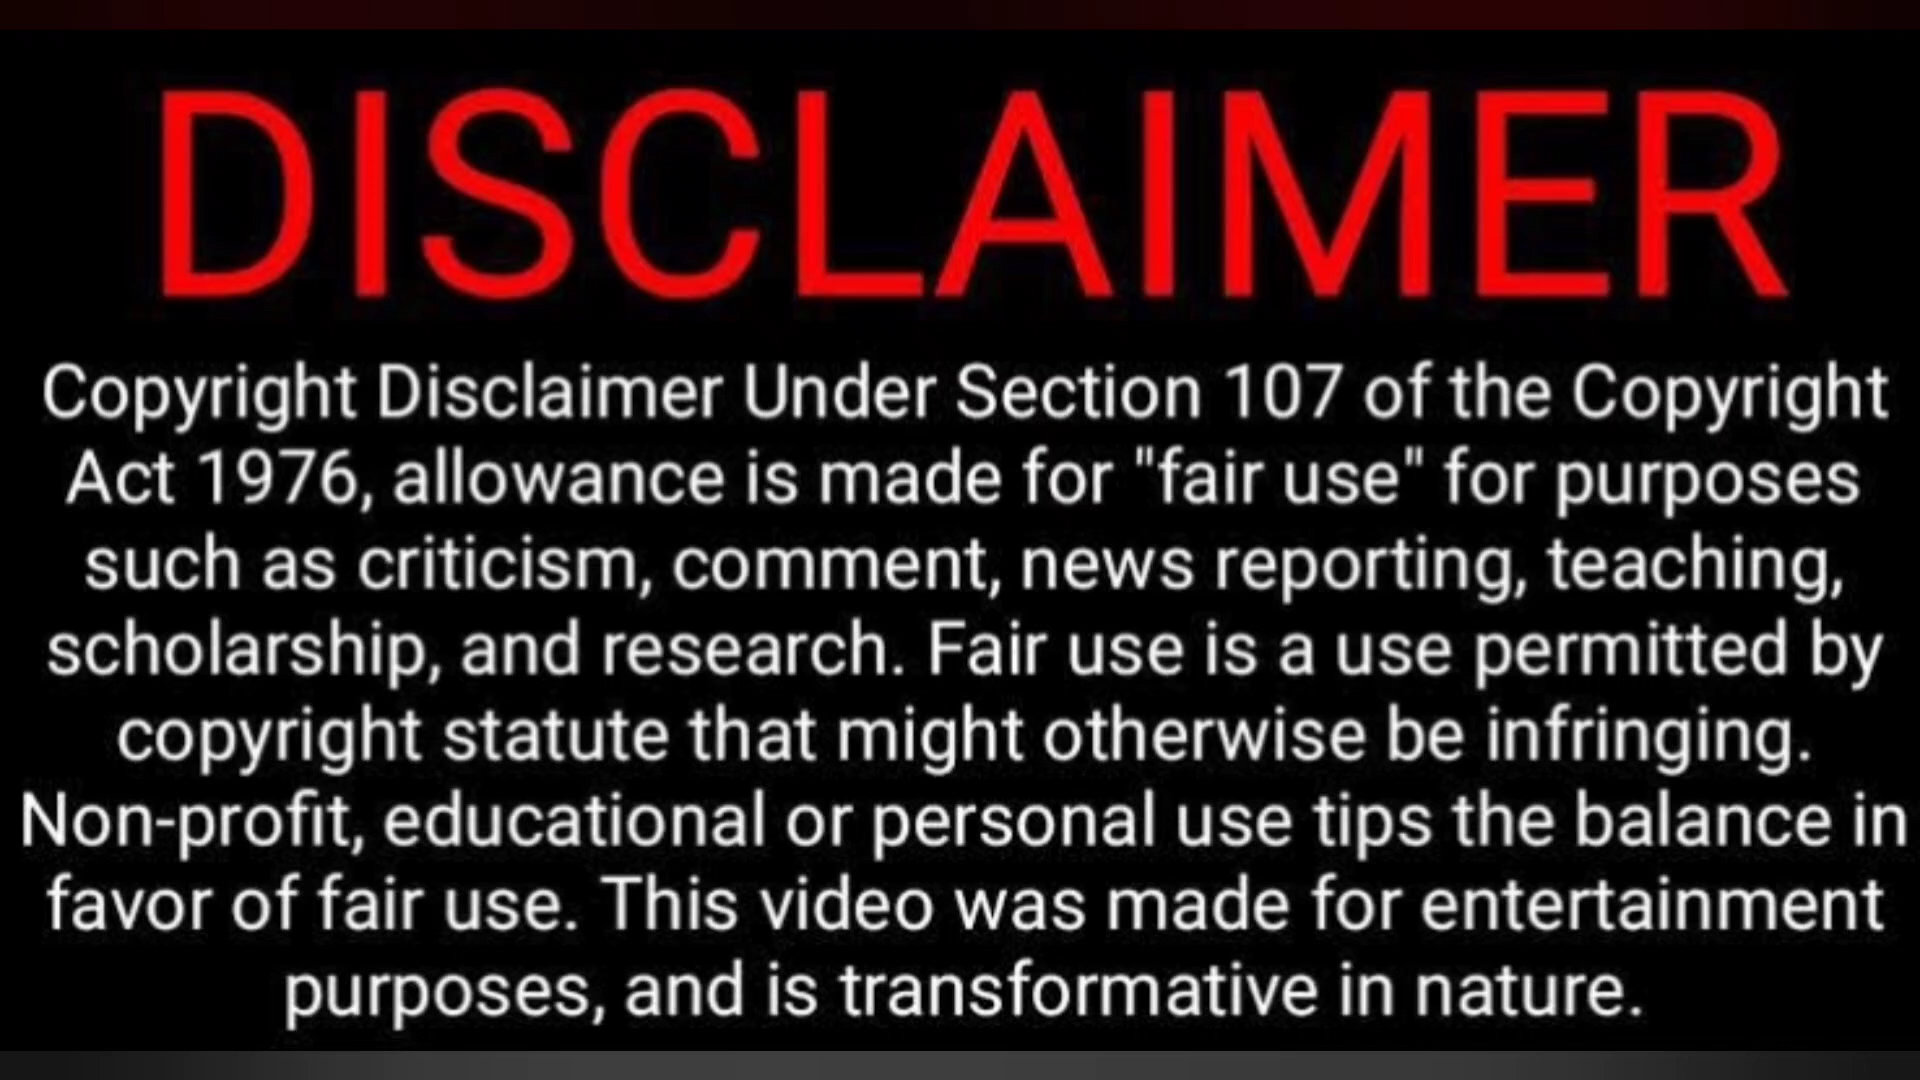 DISCLAIMER
Copyright Disclaimer Under Section 107 of the Copyright
Act 1976, allowance is made for "fair use" for purposes
such as criticism, comment, news reporting, teaching,
scholarship, and research. Fair use is a use permitted by
copyright statute that might otherwise be infringing.
Non-profit, educational or personal use tips the balance in
favor of fair use. This video was made for entertainment
purposes, and is transformative in nature.